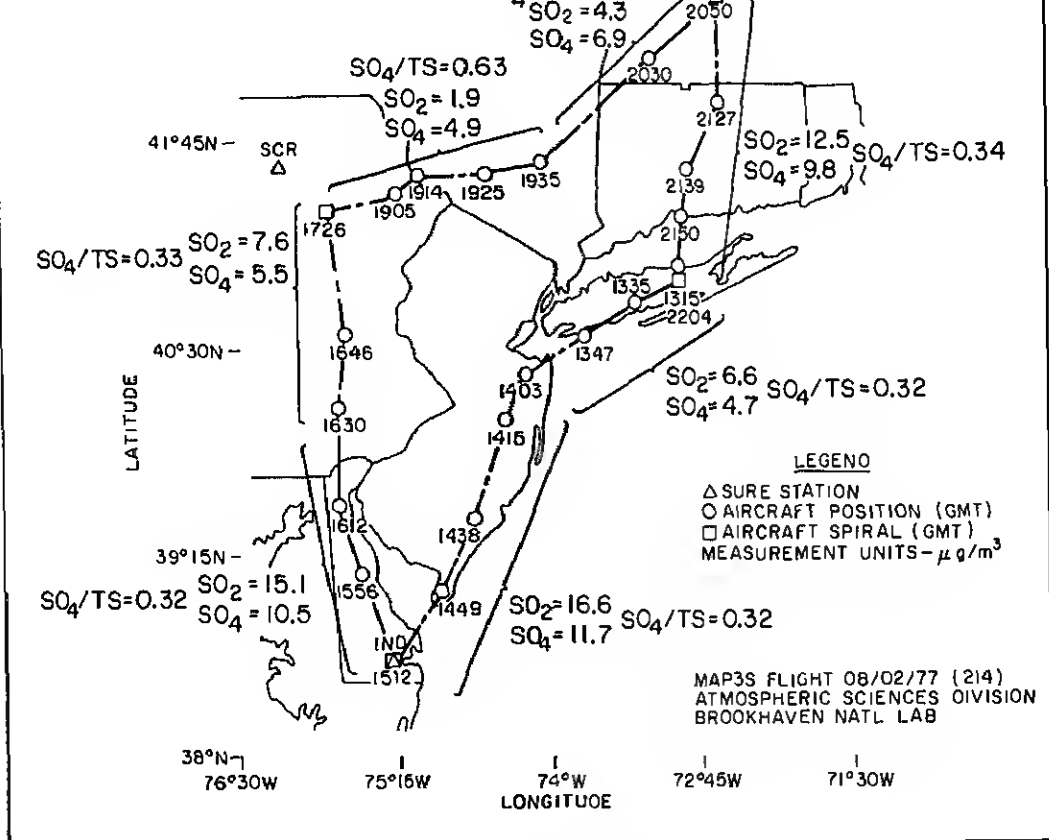 SO2 = 4.3
2050
SO4 = 6.9
2030
SO4/TS=0.63
SO2 = 1.9
SO4 = 4.9
2127
41°45N
SCR
SO2 = 12.5
SO4 = 9.8
SO4/TS=0.34
1935
1925
1914
1905
2139
1726
2150
SO4/TS=0.33
SO2 = 7.6
SO4 = 5.5
1335
1315
2204
1347
40°30N
1646
1403
SO2= 6.6
SO4= 4.7
SO4/TS=0.32
LATITUDE
1630
1415
LEGENO
SURE STATION
AIRCRAFT POSITION (GMT)
AIRCRAFT SPIRAL (GMT)
MEASUREMENT UNITS-μg/m3
1612
1438
39°15N
1556
SO4/TS=0.32
SO2 = 15.1
SO4 = 10.5
1449
SO2 = 16.6
SO4 = 11.7
SO4/TS=0.32
IND
1512
MAP3S FLIGHT 08/02/77 (214)
ATMOSPHERIC SCIENCES OIVISION
BROOKHAVEN NATL LAB
38°N
76°30W
75°15W
74°W
72°45W
71°30W
LONGITUOE